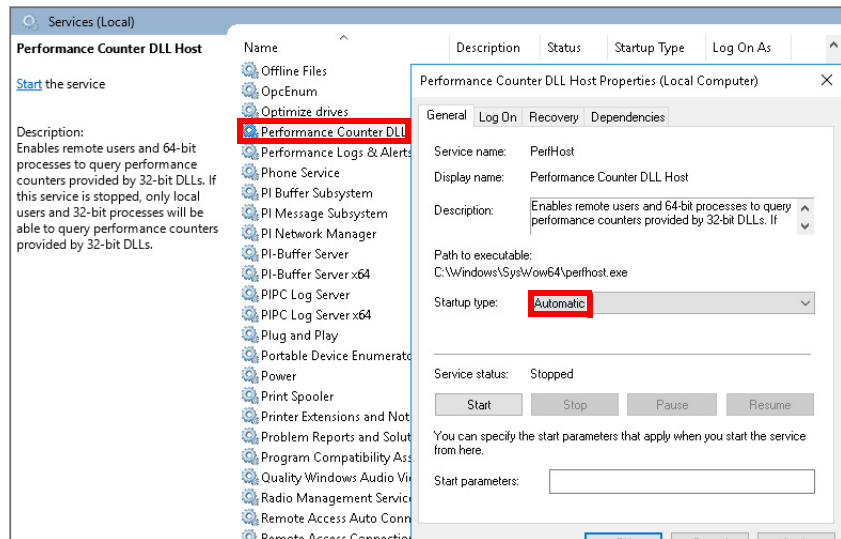 Services (Local)
Performance Counter DLL Host
Start the service
Description:
Enables remote users and 64-bit
processes to query performance
counters provided by 32-bit DLLs. If
this service is stopped, only local
users and 32-bit processes will be
able to query performance counters
provided by 32-bit DLLs.
Name Description Status Startup Type Log On As
Offline Files
OpcEnum
Optimize drives
Performance Counter DLL
Performance Logs & Alerts
Phone Service
PI Buffer Subsystem
PI Message Subsystem
PI Network Manager
PI-Buffer Server
PI-Buffer Server x64
PIPC Log Server
PIPC Log Server x64
Plug and Play
Portable Device Enumerato
Power
Print Spooler
Printer Extensions and Not
Problem Reports and Solut
Program Compatibility Ass
Quality Windows Audio Vi
Radio Management Servic
Remote Access Auto Conn
Remote Access Connection
Performance Counter DLL Host Properties (Local Computer)
General Log On Recovery Dependencies
Service name: PerfHost
Display name: Performance Counter DLL Host
Description: Enables remote users and 64-bit processes to query
performance counters provided by 32-bit DLLs. If
Path to executable:
C:\Windows\SysWow64\perfhost.exe
Startup type: Automatic
Service status: Stopped
Start Stop Pause Resume
You can specify the start parameters that apply when you start the service
from here.
Start parameters: